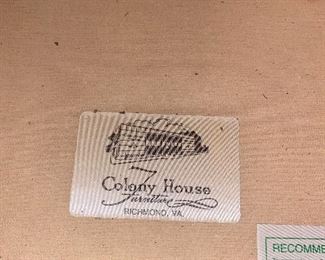 Colony House
Furniture
RICHMOND, VA.
RECOMME